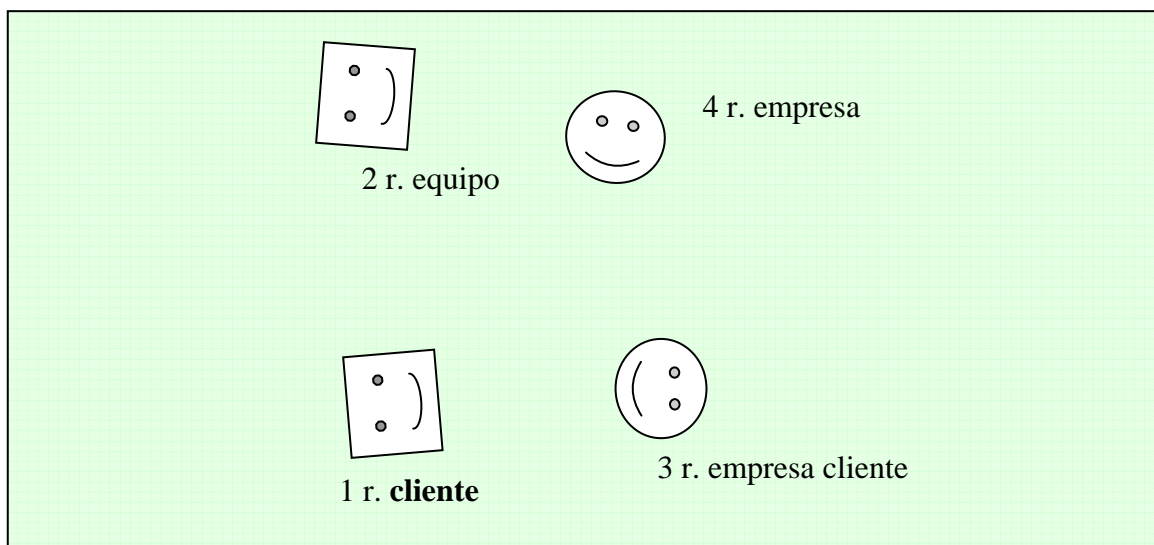 4 r. empresa
2 r. equipo
3 r. empresa cliente
1 r. cliente